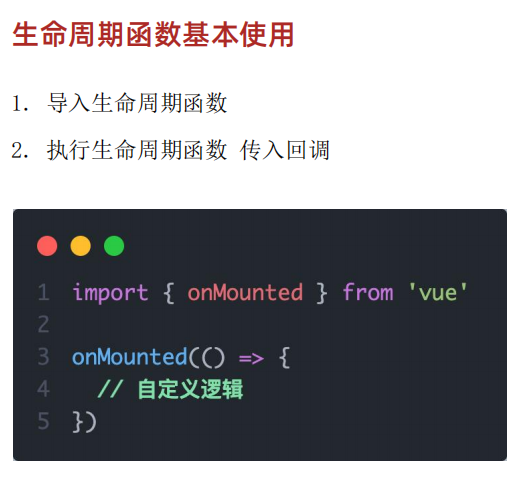 生命周期函数基本使用
1. 导入生命周期函数
2. 执行生命周期函数 传入回调
1 import { onMounted } from 'vue'
2
3 onMounted(() => {
4   // 自定义逻辑
5 })